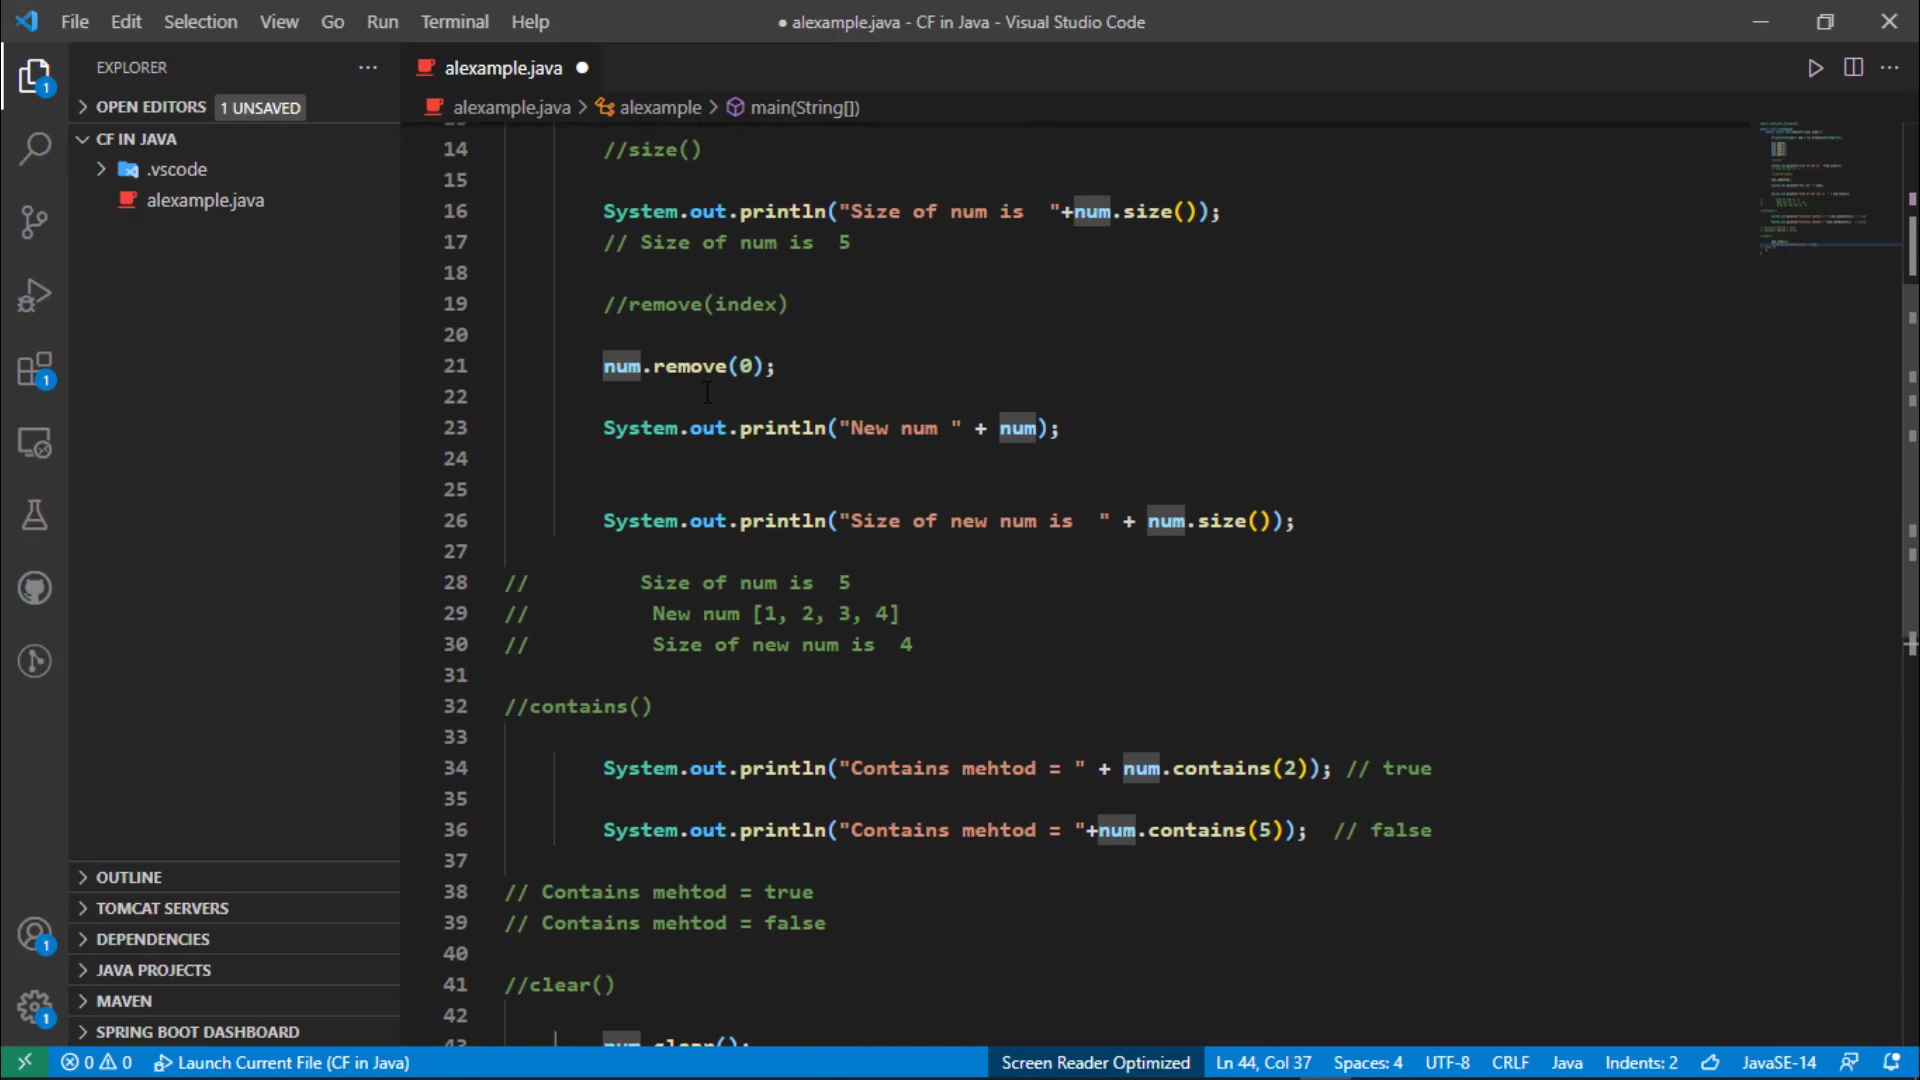 File Edit Selection View Go Run Terminal Help
● alexample.java - CF in Java - Visual Studio Code
EXPLORER
OPEN EDITORS 1 UNSAVED
CF IN JAVA
.vscode
alexample.java
OUTLINE
TOMCAT SERVERS
DEPENDENCIES
JAVA PROJECTS
MAVEN
SPRING BOOT DASHBOARD
alexample.java
alexample.java > alexample > main(String[])
14 //size()
15
16 System.out.println("Size of num is  "+num.size());
17 // Size of num is  5
18
19 //remove(index)
20
21 num.remove(0);
22
23 System.out.println("New num " + num);
24
25
26 System.out.println("Size of new num is  " + num.size());
27
28 // Size of num is  5
29 // New num [1, 2, 3, 4]
30 // Size of new num is  4
31
32 //contains()
33
34 System.out.println("Contains mehtod = " + num.contains(2)); // true
35
36 System.out.println("Contains mehtod = "+num.contains(5));  // false
37
38 // Contains mehtod = true
39 // Contains mehtod = false
40
41 //clear()
42
43 num.clear();
0 0 Launch Current File (CF in Java) Screen Reader Optimized Ln 44, Col 37 Spaces: 4 UTF-8 CRLF Java Indents: 2 JavaSE-14